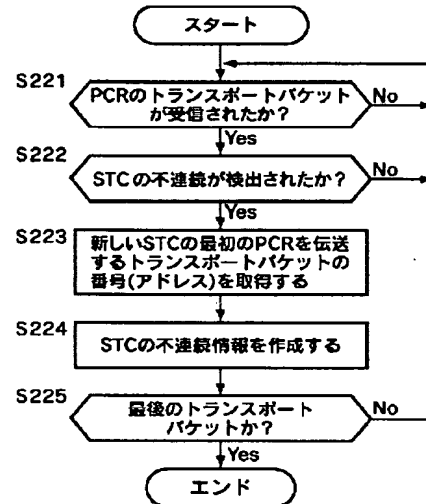 スタート
S221
PCRのトランスポートパケット
が受信されたか?
No
Yes
S222
STCの不連続が検出されたか?
No
Yes
S223
新しいSTCの最初のPCRを伝送
するトランスポートパケットの
番号(アドレス)を取得する
S224
STCの不連続情報を作成する
S225
最後のトランスポート
パケットか?
No
Yes
エンド